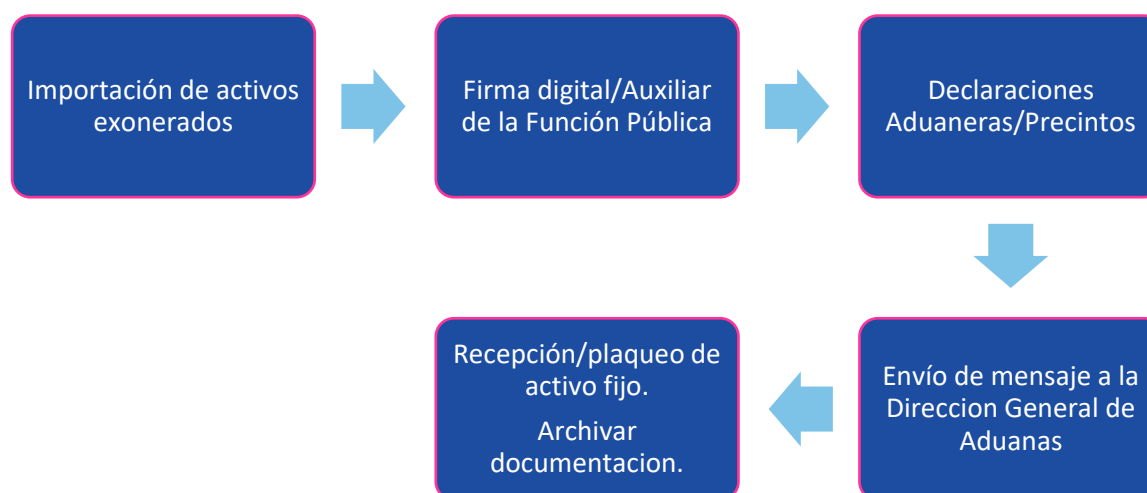 Importación de activos
exonerados
Firma digital/Auxiliar
de la Función Pública
Declaraciones
Aduaneras/Precintos
Envío de mensaje a la
Direccion General de
Aduanas
Recepción/plaqueo de
activo fijo.
Archivar
documentacion.